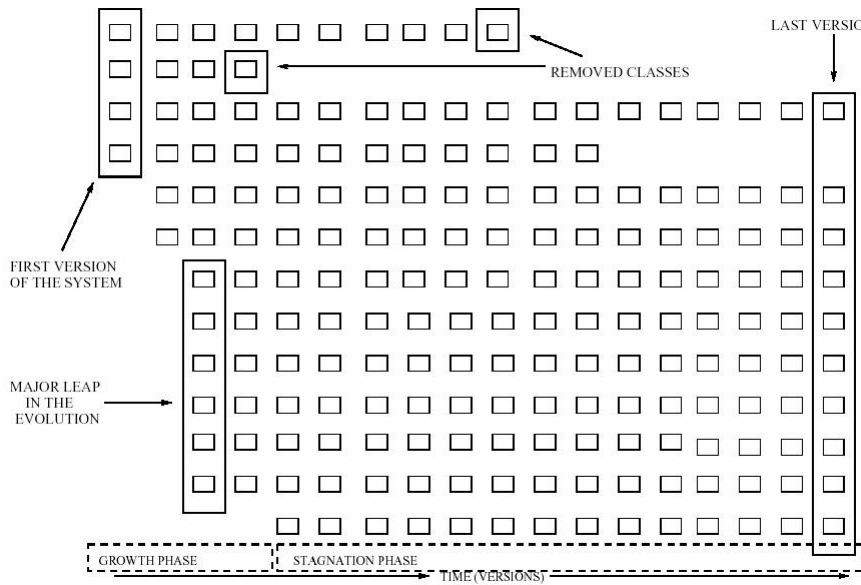 LAST VERSIO
REMOVED CLASSES
FIRST VERSION
OF THE SYSTEM
MAJOR LEAP
IN THE
EVOLUTION
GROWTH PHASE
STAGNATION PHASE
TIME (VERSIONS)